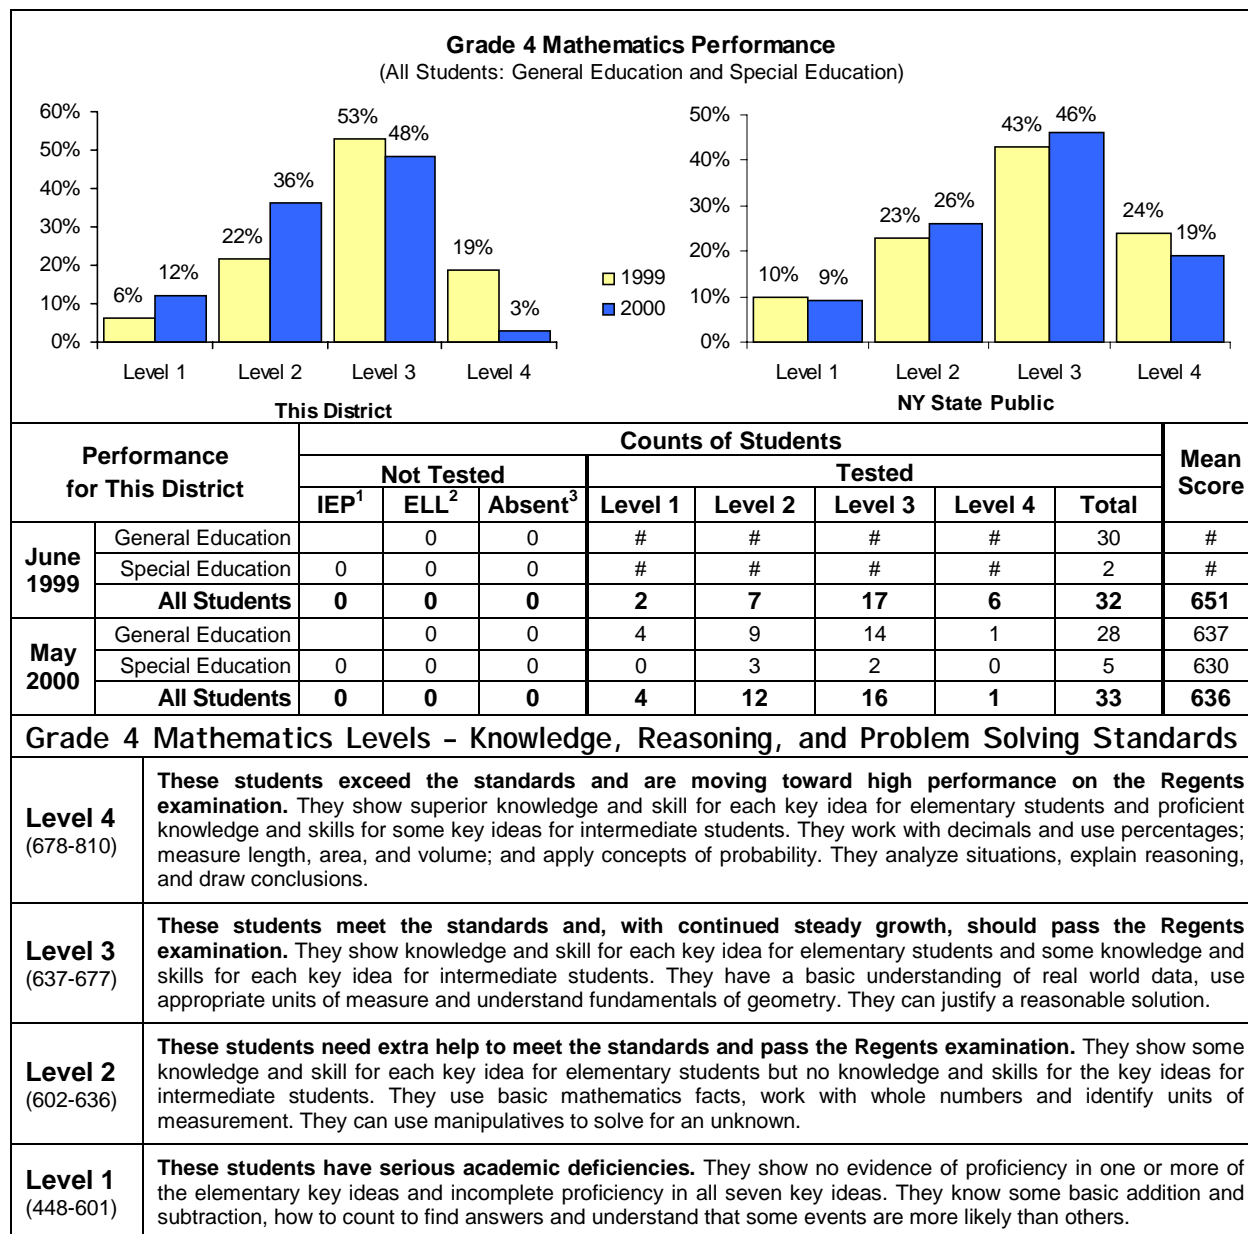 Grade 4 Mathematics Performance
(All Students: General Education and Special Education)
60%
50%
40%
30%
20%
10%
0%
6%
12%
22%
36%
53%
48%
19%
3%
Level 1 Level 2 Level 3 Level 4
This District
1999
2000
50%
40%
30%
20%
10%
0%
10%
9%
23%
26%
43%
46%
24%
19%
Level 1 Level 2 Level 3 Level 4
NY State Public
Performance
for This District
Counts of Students
Mean
Score
Not Tested Tested
IEP1 ELL2 Absent3 Level 1 Level 2 Level 3 Level 4 Total
June
1999
General Education 0 0 # # # # 30 #
Special Education 0 0 0 # # # # 2 #
All Students 0 0 0 2 7 17 6 32 651
May
2000
General Education 0 0 4 9 14 1 28 637
Special Education 0 0 0 0 3 2 0 5 630
All Students 0 0 0 4 12 16 1 33 636
Grade 4 Mathematics Levels – Knowledge, Reasoning, and Problem Solving Standards
Level 4
(678-810)
These students exceed the standards and are moving toward high performance on the Regents
examination. They show superior knowledge and skill for each key idea for elementary students and proficient
knowledge and skills for some key ideas for intermediate students. They work with decimals and use percentages;
measure length, area, and volume; and apply concepts of probability. They analyze situations, explain reasoning,
and draw conclusions.
Level 3
(637-677)
These students meet the standards and, with continued steady growth, should pass the Regents
examination. They show knowledge and skill for each key idea for elementary students and some knowledge and
skills for each key idea for intermediate students. They have a basic understanding of real world data, use
appropriate units of measure and understand fundamentals of geometry. They can justify a reasonable solution.
Level 2
(602-636)
These students need extra help to meet the standards and pass the Regents examination. They show some
knowledge and skill for each key idea for elementary students but no knowledge and skills for the key ideas for
intermediate students. They use basic mathematics facts, work with whole numbers and identify units of
measurement. They can use manipulatives to solve for an unknown.
Level 1
(448-601)
These students have serious academic deficiencies. They show no evidence of proficiency in one or more of
the elementary key ideas and incomplete proficiency in all seven key ideas. They know some basic addition and
subtraction, how to count to find answers and understand that some events are more likely than others.